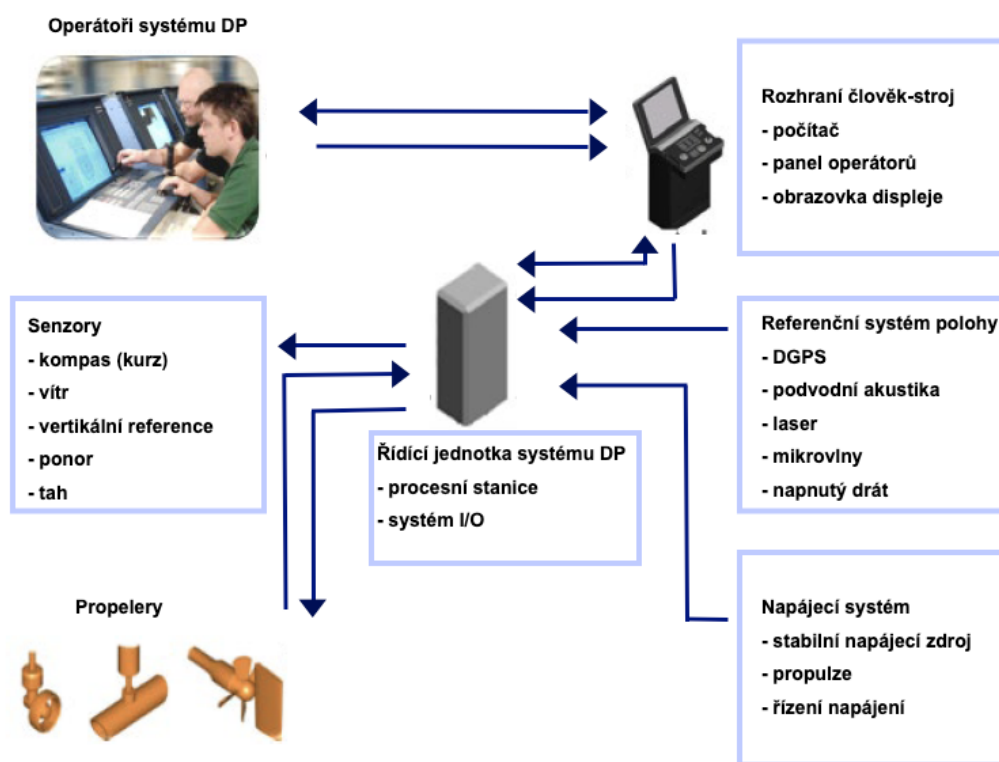 Operátoři systému DP
Rozhraní člověk-stroj
- počítač
- panel operátorů
- obrazovka displeje
Senzory
- kompas (kurz)
- vítr
- vertikální reference
- ponor
- tah
Referenční systém polohy
- DGPS
- podvodní akustika
- laser
- mikrovlny
- napnutý drát
Řídící jednotka systému DP
- procesní stanice
- systém I/O
Propelery
Napájecí systém
- stabilní napájecí zdroj
- propulze
- řízení napájení